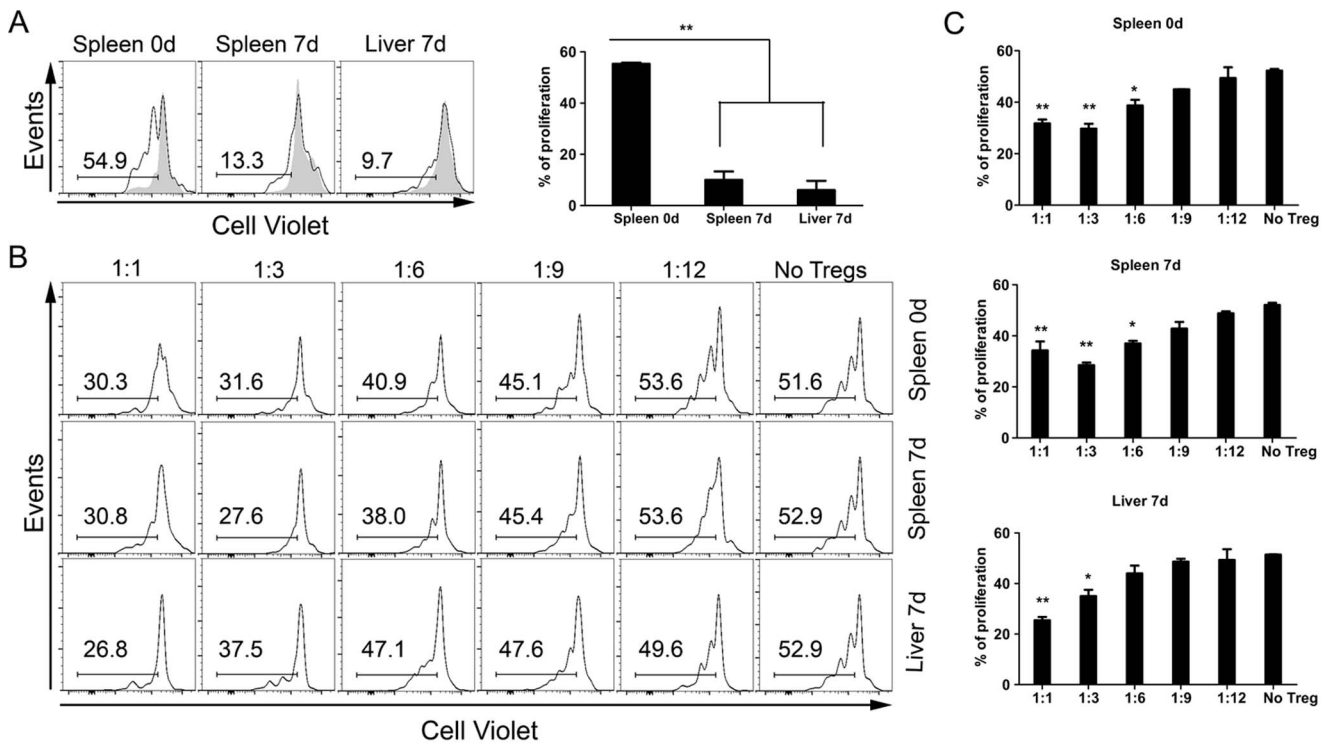 A
Spleen 0d
Spleen 7d
Liver 7d
Events
54.9
13.3
9.7
Cell Violet
**
% of proliferation
60
40
20
0
Spleen 0d
Spleen 7d
Liver 7d
B
1:1
1:3
1:6
1:9
1:12
No Tregs
Events
30.3
31.6
40.9
45.1
53.6
51.6
Spleen 0d
30.8
27.6
38.0
45.4
53.6
52.9
Spleen 7d
26.8
37.5
47.1
47.6
49.6
52.9
Liver 7d
Cell Violet
C
Spleen 0d
% of proliferation
60
40
20
0
**
**
*
1:1
1:3
1:6
1:9
1:12
No Treg
Spleen 7d
% of proliferation
60
40
20
0
**
**
*
1:1
1:3
1:6
1:9
1:12
No Treg
Liver 7d
% of proliferation
60
40
20
0
**
*
1:1
1:3
1:6
1:9
1:12
No Treg